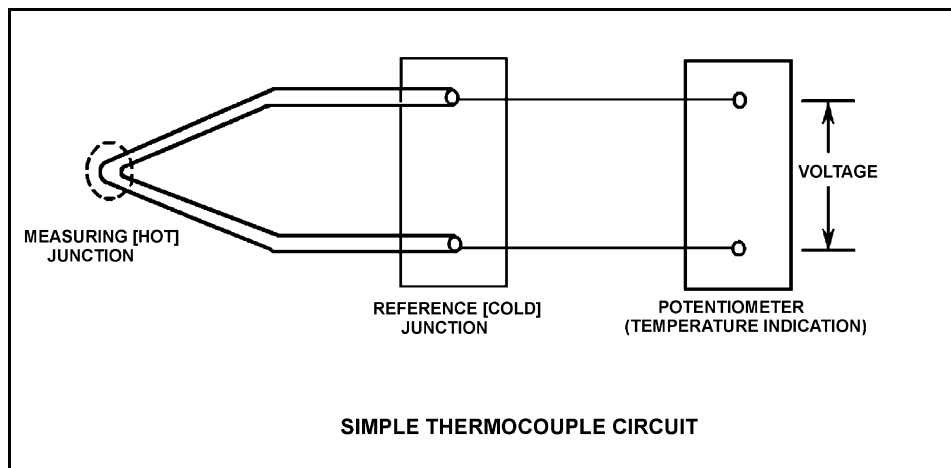 MEASURING [HOT]
JUNCTION
REFERENCE [COLD]
JUNCTION
VOLTAGE
POTENTIOMETER
(TEMPERATURE INDICATION)
SIMPLE THERMOCOUPLE CIRCUIT